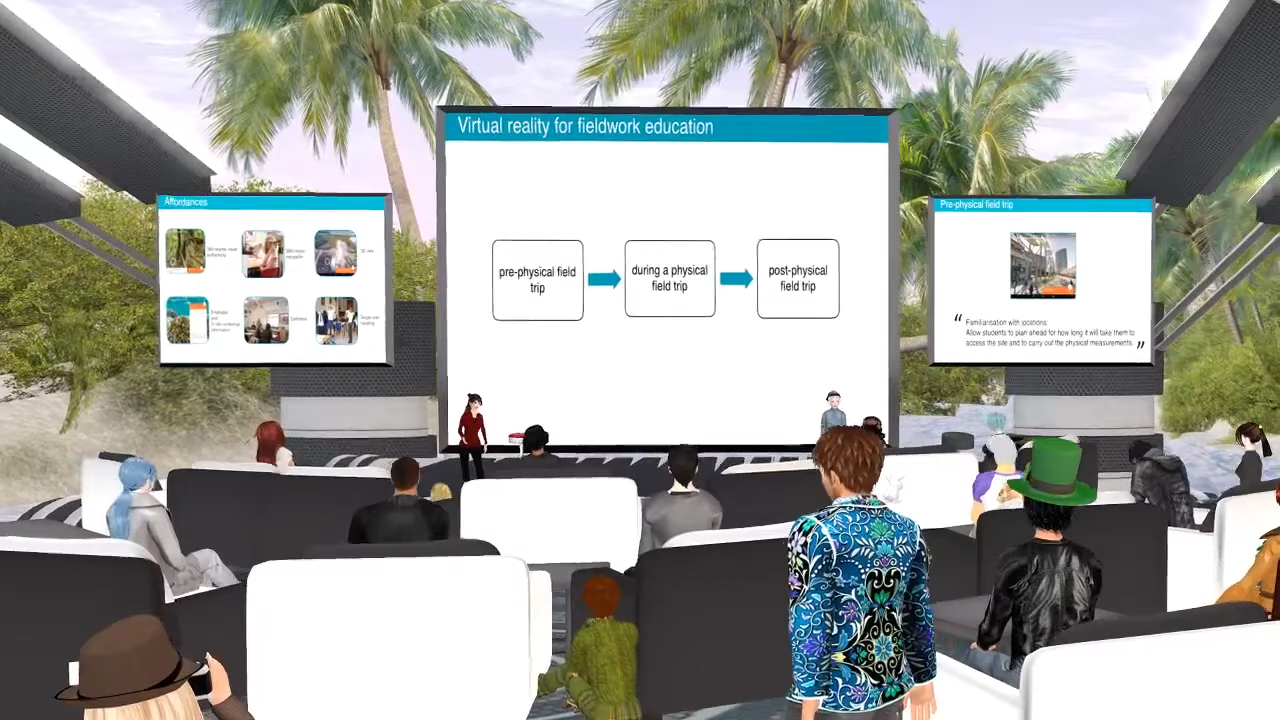 Virtual reality for fieldwork education
pre-physical field
trip
during a physical
field trip
post-physical
field trip
Affordances
Pre-physical field trip
“ Familiarisation with locations:
Allow students to plan ahead for how long it will take them to
access the site and to carry out the physical measurements. ”